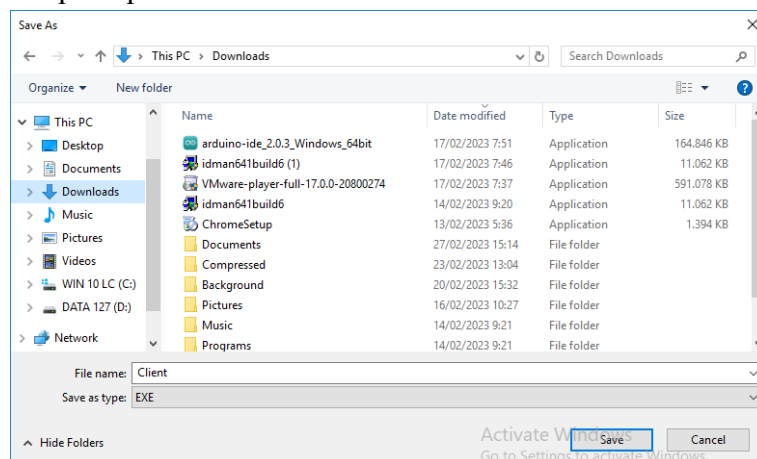 Save As
This PC > Downloads
Search Downloads
Organize
New folder
Name Date modified Type Size
This PC
Desktop
Documents
Downloads
Music
Pictures
Videos
WIN 10 LC (C:)
DATA 127 (D:)
Network
arduino-ide_2.0.3_Windows_64bit 17/02/2023 7:51 Application 164.846 KB
idman641build6 (1) 17/02/2023 7:46 Application 11.062 KB
VMware-player-full-17.0.0-20800274 17/02/2023 7:37 Application 591.078 KB
idman641build6 14/02/2023 9:20 Application 11.062 KB
ChromeSetup 13/02/2023 5:36 Application 1.394 KB
Documents 27/02/2023 15:14 File folder
Compressed 23/02/2023 13:04 File folder
Background 20/02/2023 15:32 File folder
Pictures 16/02/2023 10:27 File folder
Music 14/02/2023 9:21 File folder
Programs 14/02/2023 9:21 File folder
File name: Client
Save as type: EXE
Hide Folders
Activate Windows
Go to Settings to activate Windows
Save
Cancel